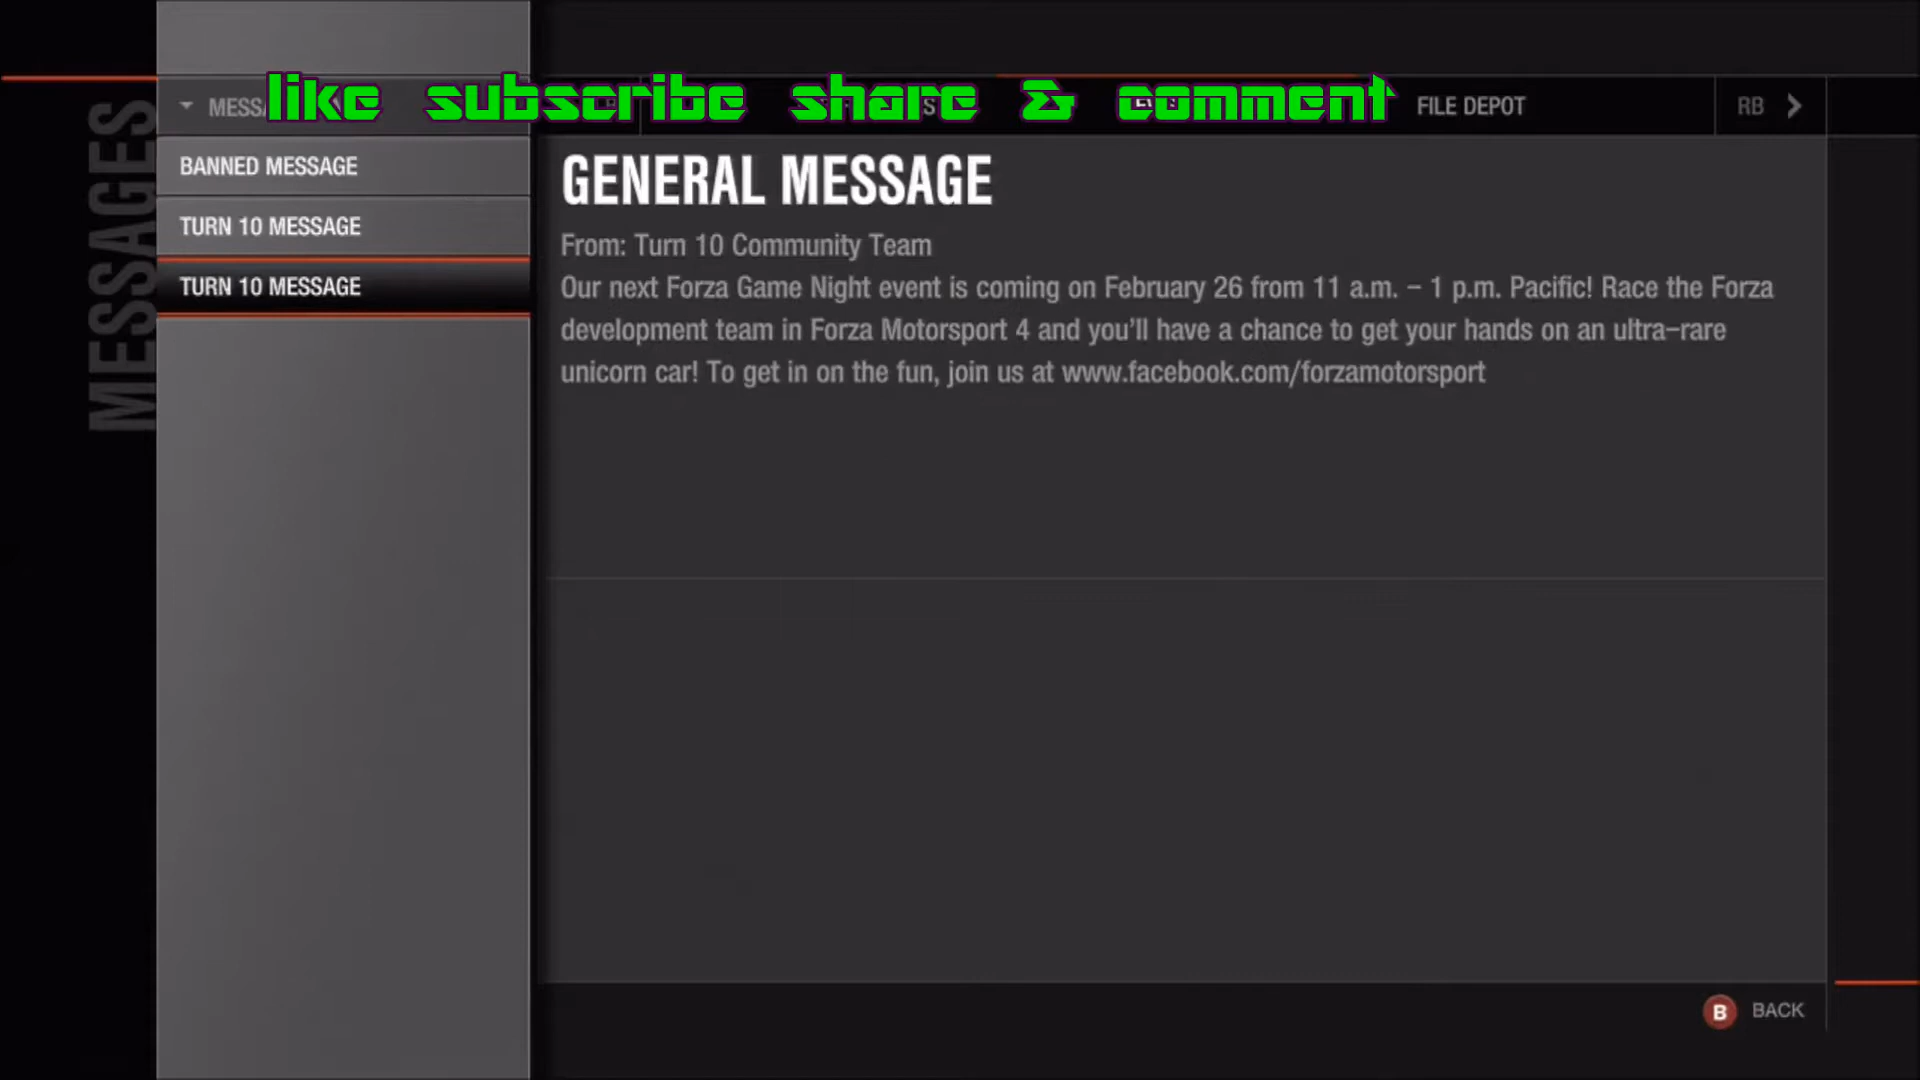 like subscribe share & comment
FILE DEPOT
RB
MESSAGES
BANNED MESSAGE
TURN 10 MESSAGE
TURN 10 MESSAGE
GENERAL MESSAGE
From: Turn 10 Community Team
Our next Forza Game Night event is coming on February 26 from 11 a.m. – 1 p.m. Pacific! Race the Forza
development team in Forza Motorsport 4 and you'll have a chance to get your hands on an ultra-rare
unicorn car! To get in on the fun, join us at www.facebook.com/forzamotorsport
B BACK